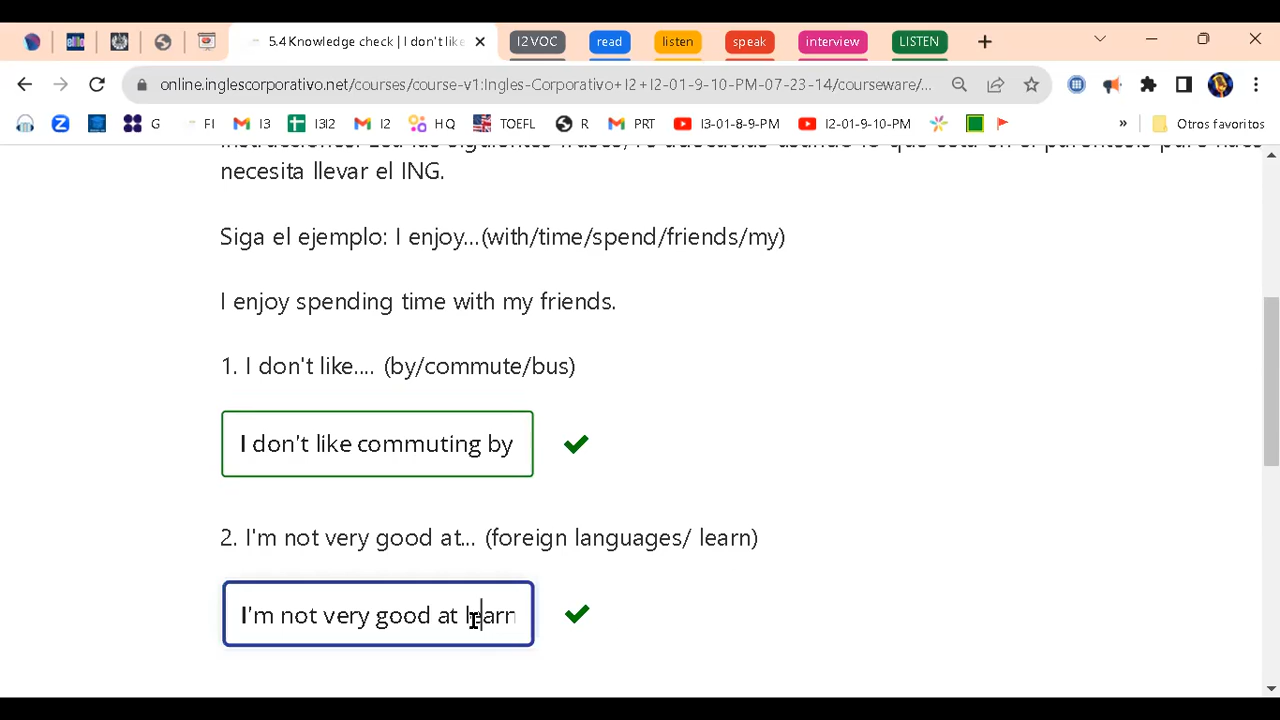 5.4 Knowledge check | I don't like
I2 VOC
read
listen
speak
interview
LISTEN
online.inglescorporativo.net/courses/course-v1:Ingles-Corporativo+I2+I2-01-9-10-PM-07-23-14/courseware/...
G
FI
I3
I3I2
I2
HQ
TOEFL
R
PRT
I3-01-8-9-PM
I2-01-9-10-PM
»
Otros favoritos
necesita llevar el ING.
Siga el ejemplo: I enjoy...(with/time/spend/friends/my)
I enjoy spending time with my friends.
1. I don't like.... (by/commute/bus)
I don't like commuting by
2. I'm not very good at... (foreign languages/ learn)
I'm not very good at learn